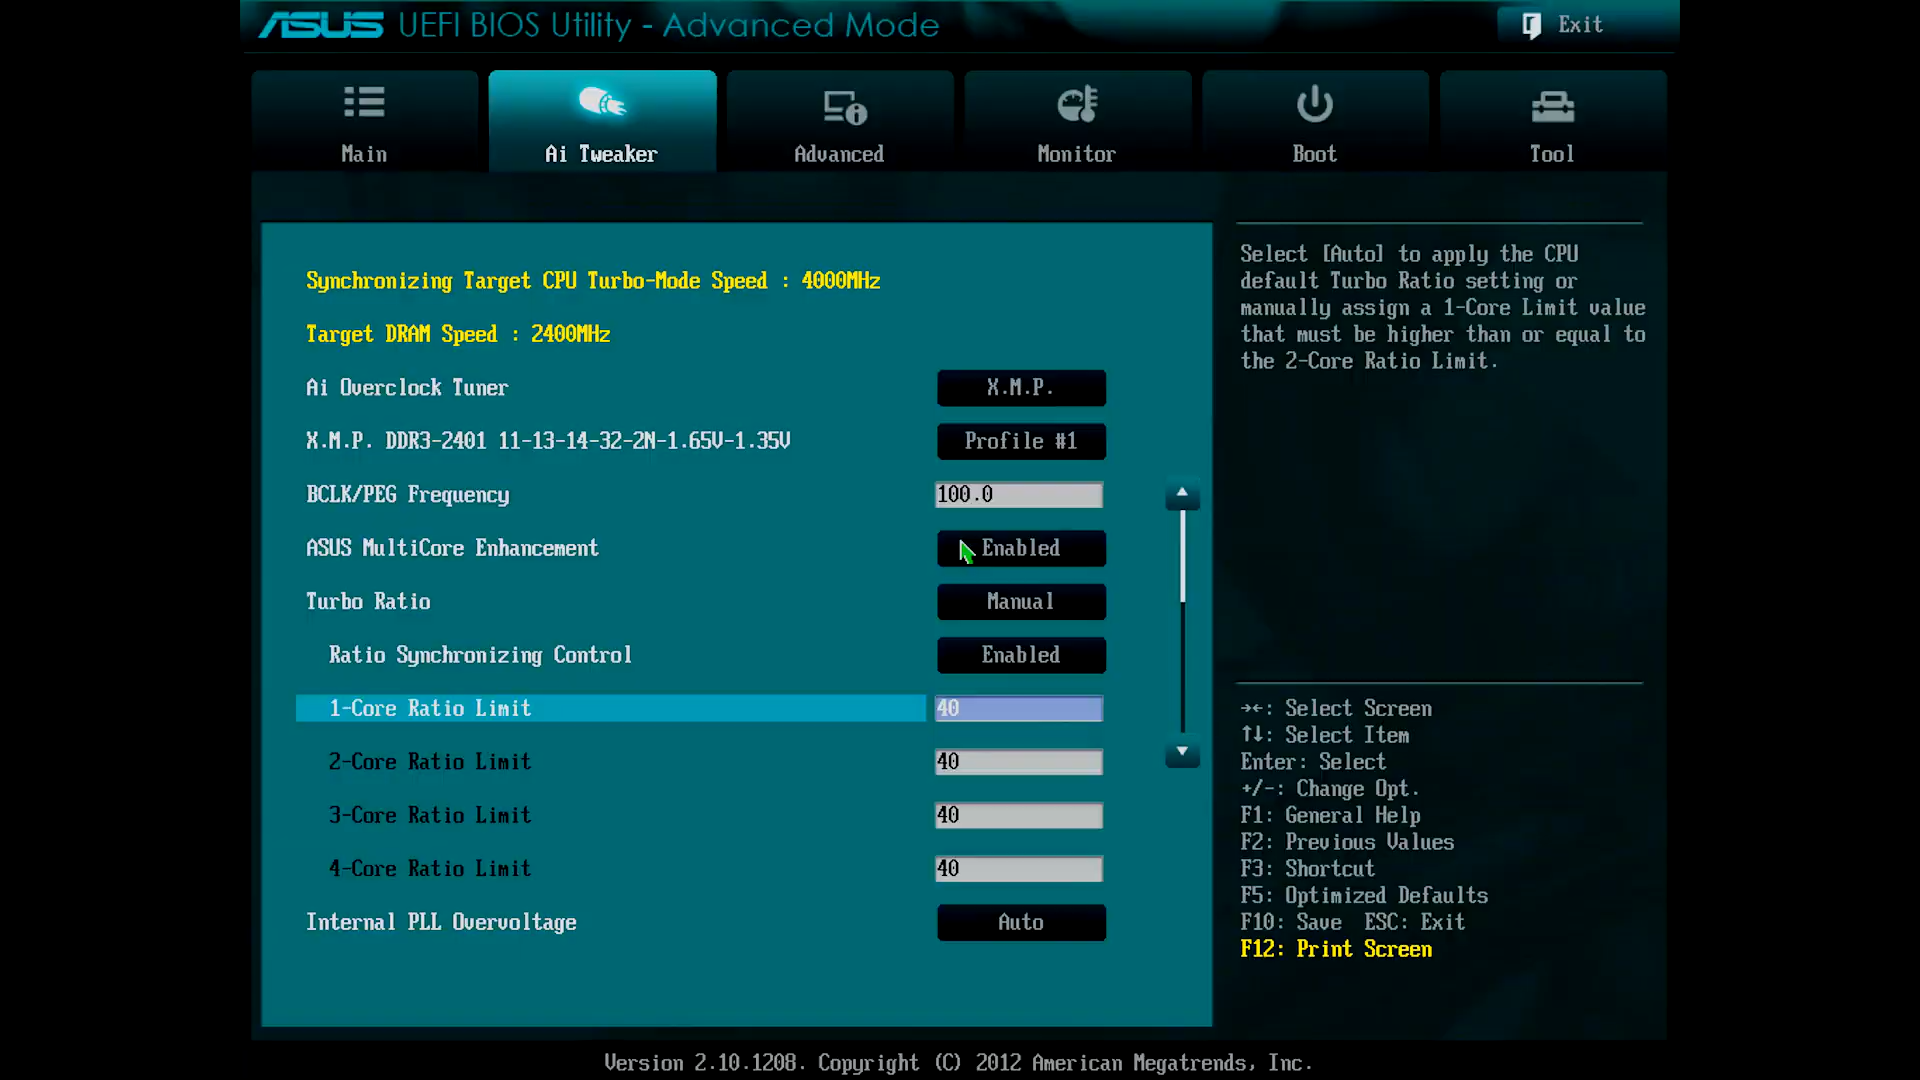 ASUS UEFI BIOS Utility - Advanced Mode
Exit
Main
Ai Tweaker
Advanced
Monitor
Boot
Tool
Synchronizing Target CPU Turbo-Mode Speed : 4000MHz
Target DRAM Speed : 2400MHz
Ai Overclock Tuner X.M.P.
X.M.P. DDR3-2401 11-13-14-32-2N-1.65V-1.35V Profile #1
BCLK/PEG Frequency 100.0
ASUS MultiCore Enhancement Enabled
Turbo Ratio Manual
Ratio Synchronizing Control Enabled
1-Core Ratio Limit 40
2-Core Ratio Limit 40
3-Core Ratio Limit 40
4-Core Ratio Limit 40
Internal PLL Overvoltage Auto
Select [Auto] to apply the CPU
default Turbo Ratio setting or
manually assign a 1-Core Limit value
that must be higher than or equal to
the 2-Core Ratio Limit.
→←: Select Screen
↑↓: Select Item
Enter: Select
+/-: Change Opt.
F1: General Help
F2: Previous Values
F3: Shortcut
F5: Optimized Defaults
F10: Save ESC: Exit
F12: Print Screen
Version 2.10.1208. Copyright (C) 2012 American Megatrends, Inc.